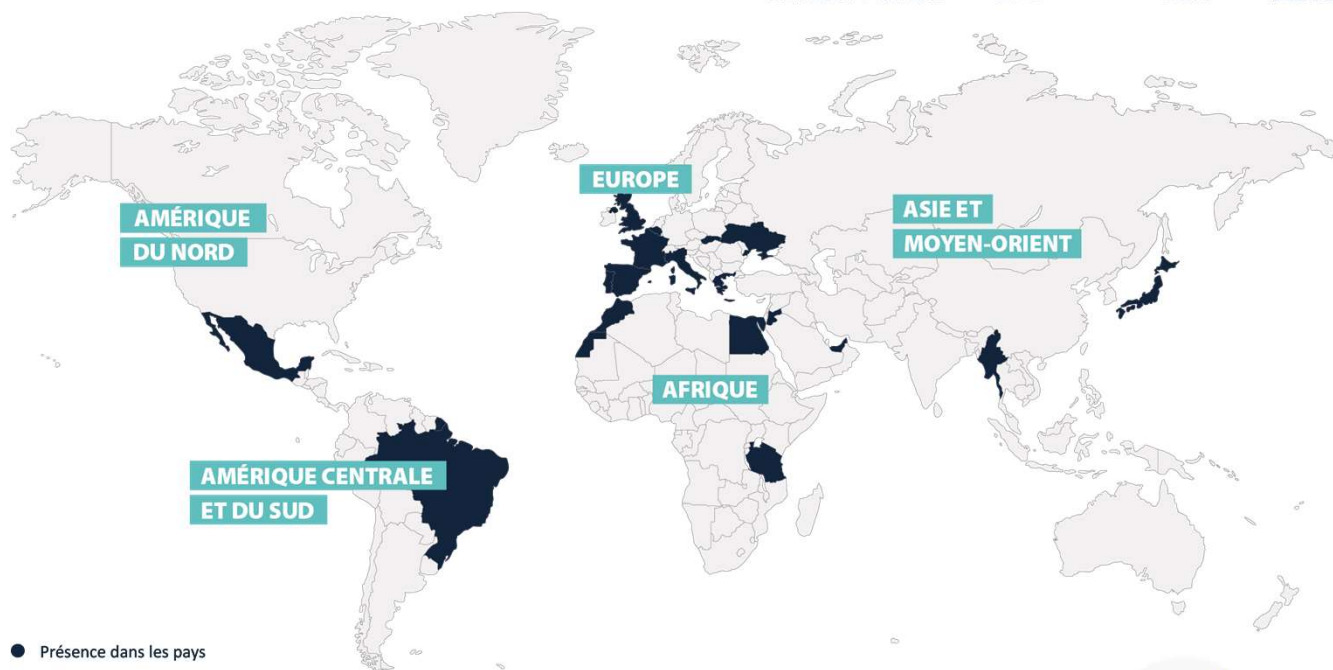 EUROPE
AMÉRIQUE
DU NORD
ASIE ET
MOYEN-ORIENT
AFRIQUE
AMÉRIQUE CENTRALE
ET DU SUD
Présence dans les pays